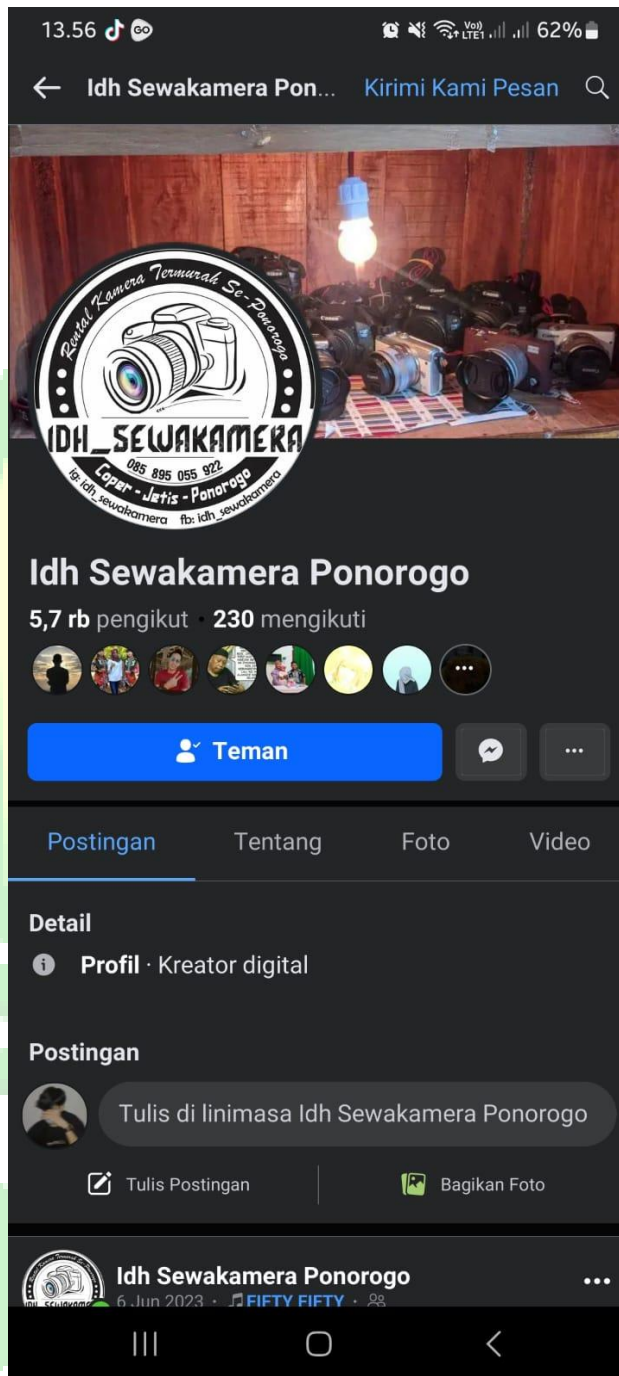 13.56
Vo))
LTE1
62%
Idh Sewakamera Pon...
Kirimi Kami Pesan
Rental Kamera Termurah Se-Ponorogo
IDH_SEWAKAMERA
085 895 055 922
Coper - Jetis - Ponorogo
ig: idh_sewakamera fb: idh_sewakamera
Idh Sewakamera Ponorogo
5,7 rb pengikut · 230 mengikuti
Teman
Postingan
Tentang
Foto
Video
Detail
Profil · Kreator digital
Postingan
Tulis di linimasa Idh Sewakamera Ponorogo
Tulis Postingan
Bagikan Foto
Idh Sewakamera Ponorogo
6 Jun 2023 · FIFTY FIFTY ·